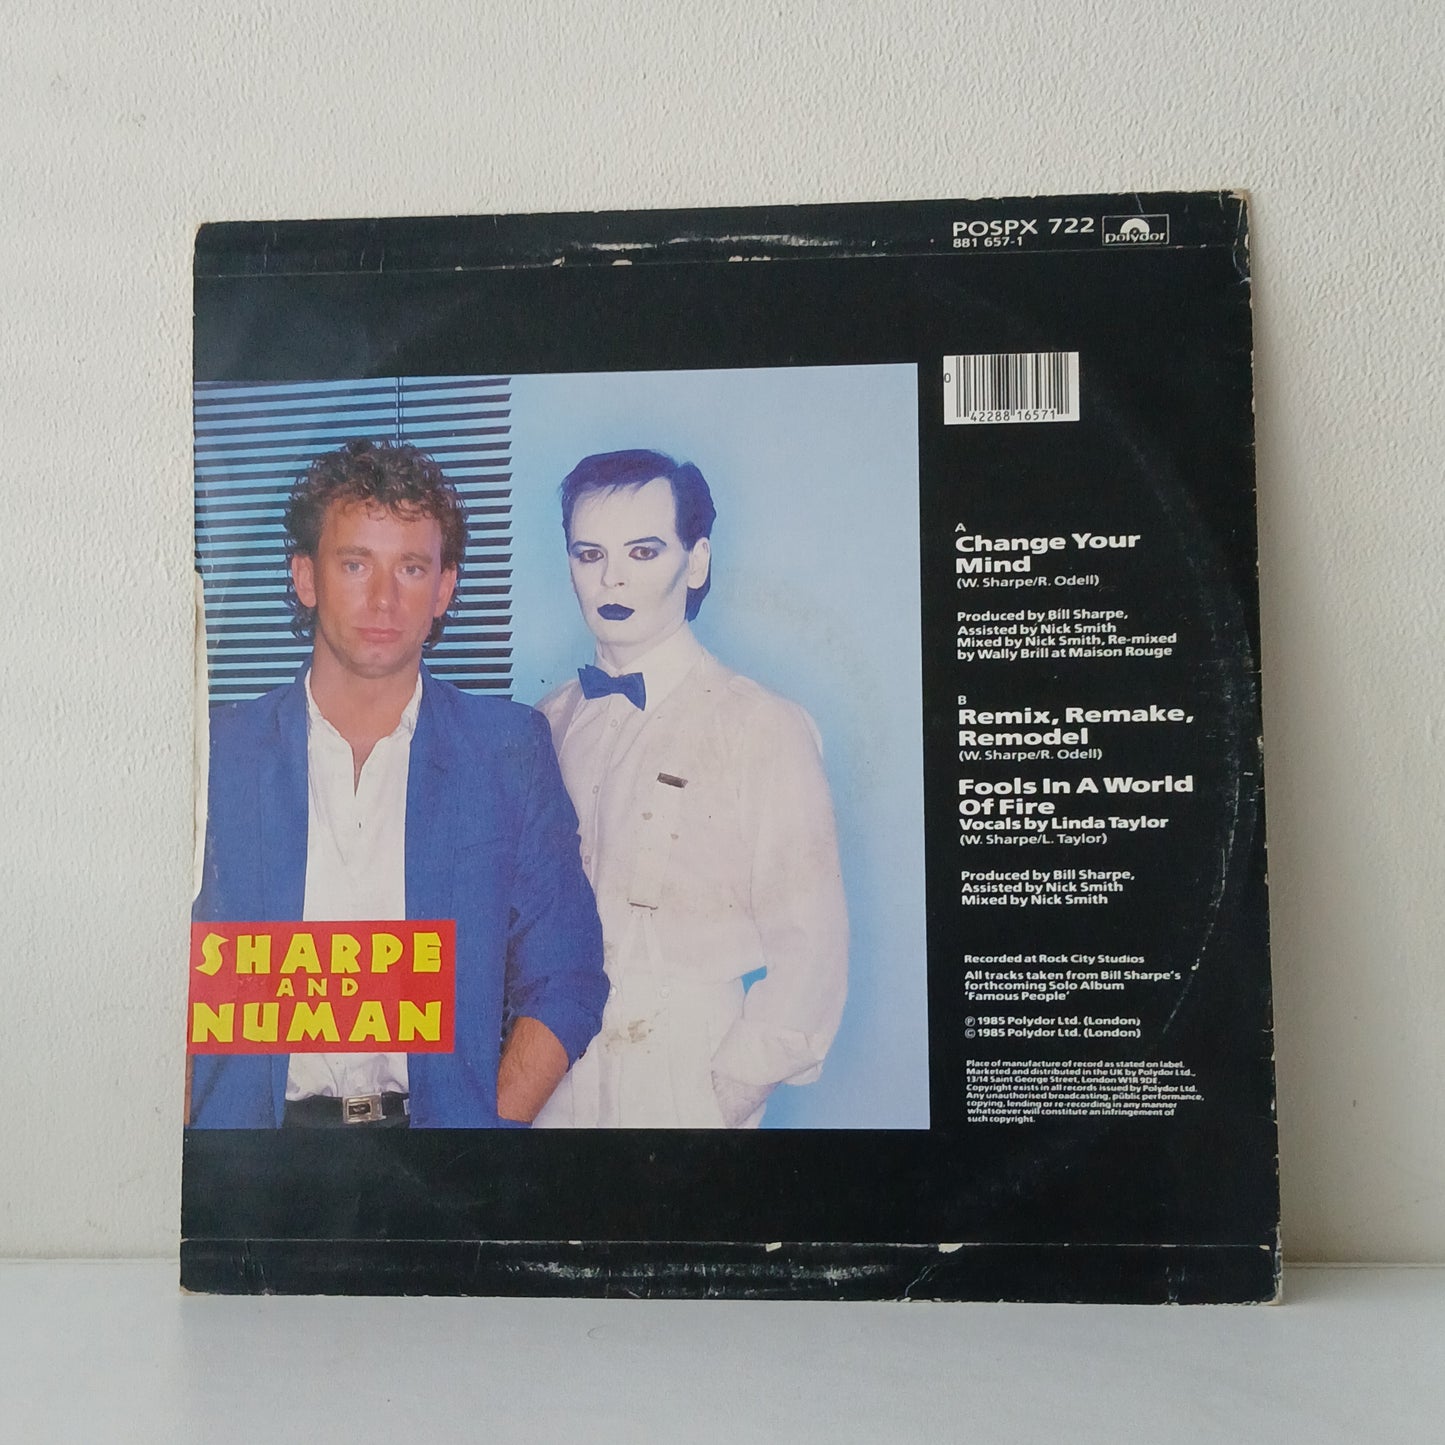 POSPX 722
polydor
881 657-1
0
42288 16571
A
Change Your
Mind
(W. Sharpe/R. Odell)
Produced by Bill Sharpe,
Assisted by Nick Smith
Mixed by Nick Smith, Re-mixed
by Wally Brill at Maison Rouge
B
Remix, Remake,
Remodel
(W. Sharpe/R. Odell)
Fools In A World
Of Fire
Vocals by Linda Taylor
(W. Sharpe/L. Taylor)
Produced by Bill Sharpe,
Assisted by Nick Smith
Mixed by Nick Smith
SHARPE
AND
NUMAN
Recorded at Rock City Studios
All tracks taken from Bill Sharpe's
forthcoming Solo Album
'Famous People'
℗ 1985 Polydor Ltd. (London)
© 1985 Polydor Ltd. (London)
Place of manufacture of record as stated on label.
Marketed and distributed in the UK by Polydor Ltd.,
13/14 Saint George Street, London W1R 9DE.
Copyright exists in all records issued by Polydor Ltd.
Any unauthorised broadcasting, public performance,
copying, lending or re-recording in any manner
whatsoever will constitute an infringement of
such copyright.